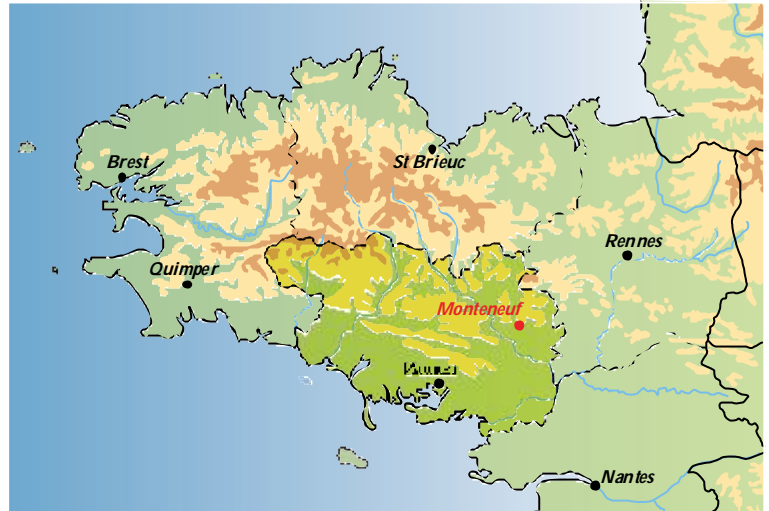 Brest
St Brieuc
Rennes
Quimper
Monteneuf
Nantes